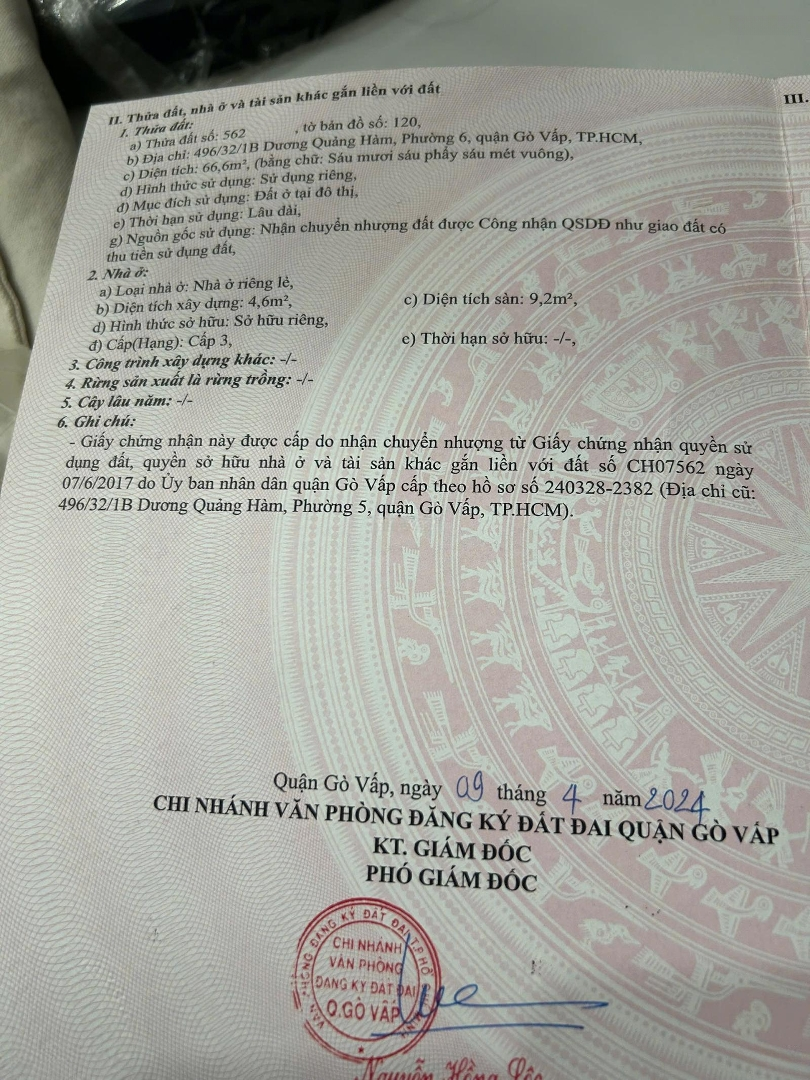 II. Thửa đất, nhà ở và tài sản khác gắn liền với đất
III.
1. Thửa đất:
a) Thửa đất số: 562 , tờ bản đồ số: 120,
b) Địa chỉ: 496/32/1B Dương Quảng Hàm, Phường 6, quận Gò Vấp, TP.HCM,
c) Diện tích: 66,6m², (bằng chữ: Sáu mươi sáu phẩy sáu mét vuông),
d) Hình thức sử dụng: Sử dụng riêng,
đ) Mục đích sử dụng: Đất ở tại đô thị,
e) Thời hạn sử dụng: Lâu dài,
g) Nguồn gốc sử dụng: Nhận chuyển nhượng đất được Công nhận QSDĐ như giao đất có
thu tiền sử dụng đất,
2. Nhà ở:
a) Loại nhà ở: Nhà ở riêng lẻ,
b) Diện tích xây dựng: 4,6m², c) Diện tích sàn: 9,2m²,
d) Hình thức sở hữu: Sở hữu riêng,
đ) Cấp(Hạng): Cấp 3, e) Thời hạn sở hữu: -/-,
3. Công trình xây dựng khác: -/-
4. Rừng sản xuất là rừng trồng: -/-
5. Cây lâu năm: -/-
6. Ghi chú:
- Giấy chứng nhận này được cấp do nhận chuyển nhượng từ Giấy chứng nhận quyền sử
dụng đất, quyền sở hữu nhà ở và tài sản khác gắn liền với đất số CH07562 ngày
07/6/2017 do Ủy ban nhân dân quận Gò Vấp cấp theo hồ sơ số 240328-2382 (Địa chỉ cũ:
496/32/1B Dương Quảng Hàm, Phường 5, quận Gò Vấp, TP.HCM).
Quận Gò Vấp, ngày 09 tháng 4 năm 2024
CHI NHÁNH VĂN PHÒNG ĐĂNG KÝ ĐẤT ĐAI QUẬN GÒ VẤP
KT. GIÁM ĐỐC
PHÓ GIÁM ĐỐC
VĂN PHÒNG ĐĂNG KÝ ĐẤT ĐAI T.P HỒ
CHI NHÁNH
VĂN PHÒNG
ĐĂNG KÝ ĐẤT ĐAI
Q.GÒ VẤP
Nguyễn Hồng